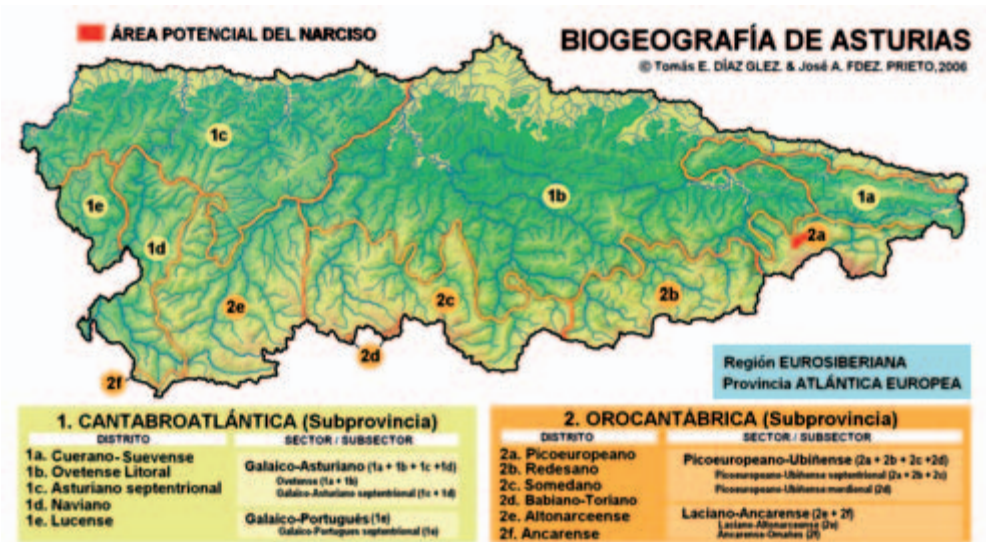 ÁREA POTENCIAL DEL NARCISO
BIOGEOGRAFÍA DE ASTURIAS
© Tomás E. DÍAZ GLEZ. & José A. FDEZ. PRIETO, 2006
1c
1e
1b
1a
1d
2a
2e
2c
2b
2d
2f
Región EUROSIBERIANA
Provincia ATLÁNTICA EUROPEA
1. CANTABROATLÁNTICA (Subprovincia)
DISTRITO
SECTOR / SUBSECTOR
1a. Cuerano-Suevense
1b. Ovetense Litoral
1c. Asturiano septentrional
1d. Naviano
1e. Lucense
Galaico-Asturiano (1a + 1b + 1c +1d)
Ovetense (1a + 1b)
Galaico-Asturiano septentrional (1c + 1d)
Galaico-Portugués (1e)
Galaico-Portugues septentrional (1e)
2. OROCANTÁBRICA (Subprovincia)
DISTRITO
SECTOR / SUBSECTOR
2a. Picoeuropeano
2b. Redesano
2c. Somedano
2d. Babiano-Toriano
2e. Altonarceense
2f. Ancarense
Picoeuropeano-Ubiñense (2a + 2b + 2c +2d)
Picoeuropeano-Ubiñense septentrional (2a + 2b + 2c)
Picoeuropeano-Ubiñense meridional (2d)
Laciano-Ancarense (2e + 2f)
Laciano-Altonarceense (2e)
Ancarense-Omañes (2f)